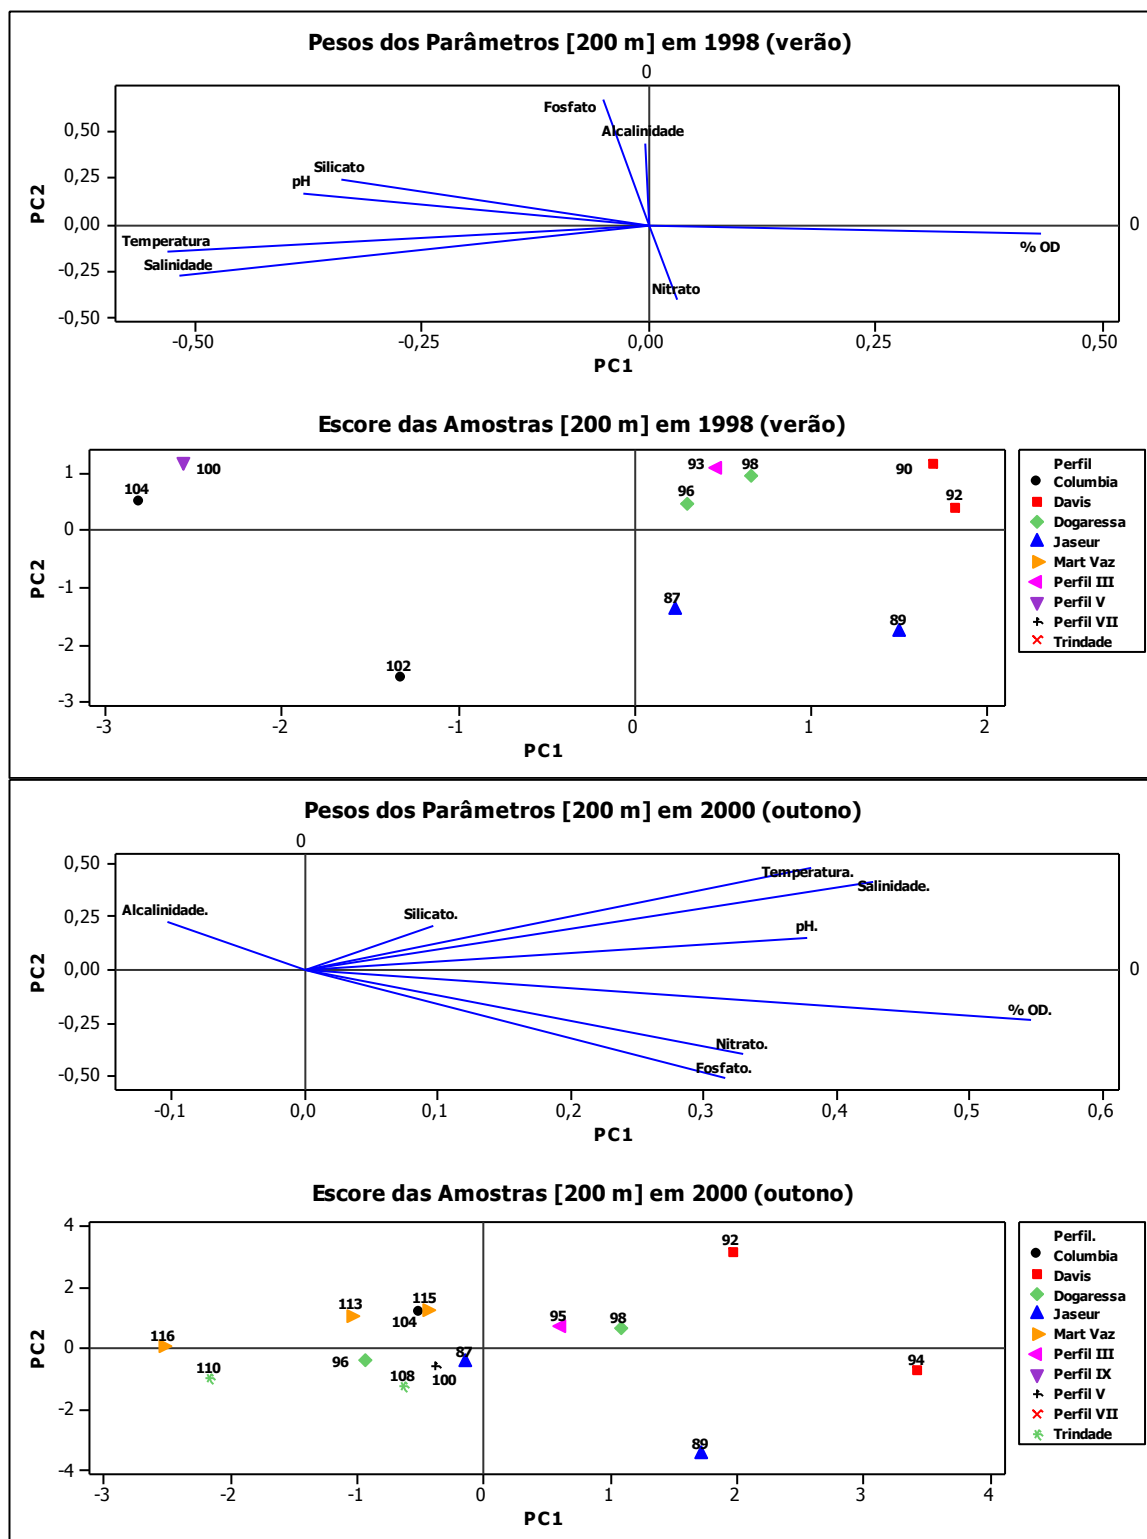 Pesos dos Parâmetros [200 m] em 1998 (verão)
0
Fosfato
0,50
Alcalinidade
Silicato
0,25
pH
PC2
0,00
0
Temperatura
% OD
-0,25
Salinidade
Nitrato
-0,50
-0,50 -0,25 0,00 0,25 0,50
PC1
Escore das Amostras [200 m] em 1998 (verão)
1
100
93
98
90
104
96
92
0
-1
87
89
-2
102
-3
PC2
-3 -2 -1 0 1 2
PC1
Perfil
Columbia
Davis
Dogaressa
Jaseur
Mart Vaz
Perfil III
Perfil V
Perfil VII
Trindade
Pesos dos Parâmetros [200 m] em 2000 (outono)
0
0,50
Temperatura.
Salinidade.
0,25
Alcalinidade.
Silicato.
pH.
PC2
0,00
0
% OD.
-0,25
Nitrato.
Fosfato.
-0,50
-0,1 0,0 0,1 0,2 0,3 0,4 0,5 0,6
PC1
Escore das Amostras [200 m] em 2000 (outono)
4
92
2
113
115
104
95
98
116
0
110
96
108
87
100
94
-2
89
-4
PC2
-3 -2 -1 0 1 2 3 4
PC1
Perfil.
Columbia
Davis
Dogaressa
Jaseur
Mart Vaz
Perfil III
Perfil IX
Perfil V
Perfil VII
Trindade